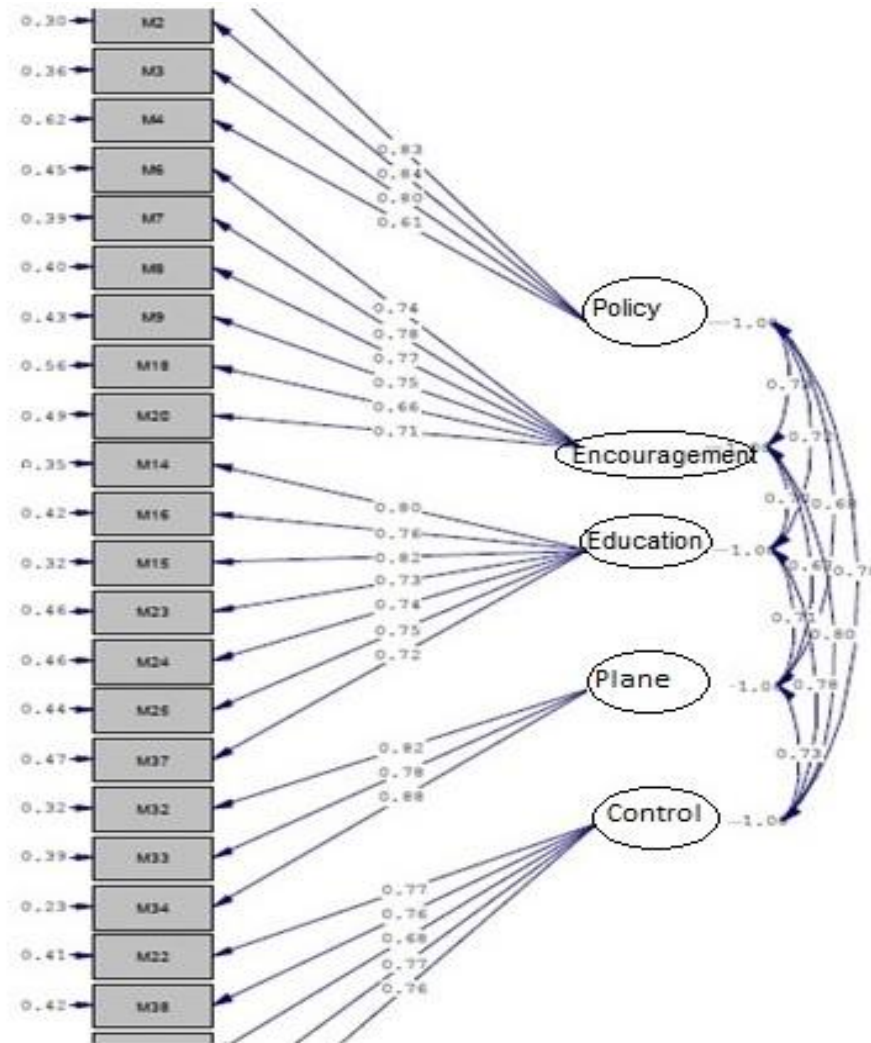 0.30 M2
0.36 M3
0.62 M4
0.45 M6
0.39 M7
0.40 M8
0.43 M9
0.56 M18
0.49 M20
0.35 M14
0.42 M16
0.32 M15
0.46 M23
0.46 M24
0.44 M25
0.47 M37
0.32 M32
0.39 M33
0.23 M34
0.41 M22
0.42 M38
0.83
0.84
0.80
0.61
0.74
0.78
0.77
0.75
0.66
0.71
0.80
0.76
0.82
0.73
0.74
0.75
0.72
0.82
0.78
0.88
0.77
0.76
0.68
0.77
0.76
Policy
Encouragement
Education
Plane
Control
0.71
0.80
0.78
0.73